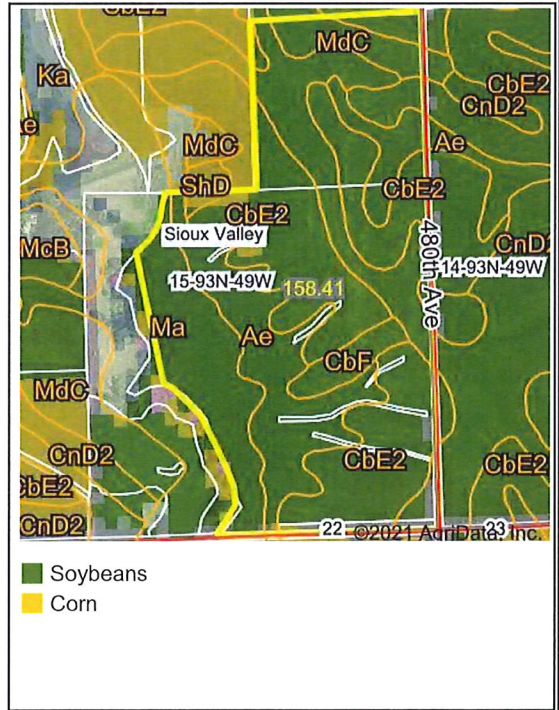 CbE2
MdC
Ka
CbE2
CnD2
MdC
Ae
ShD
CbE2
CbE2
McB
Sioux Valley
480th Ave
CnD
14-93N-49W
15-93N-49W
158.41
Ma
Ae
CbF
MdC
CnD2
CbE2
CbE2
CbE2
CnD2
22
23
©2021 AgriData, Inc.
Soybeans
Corn